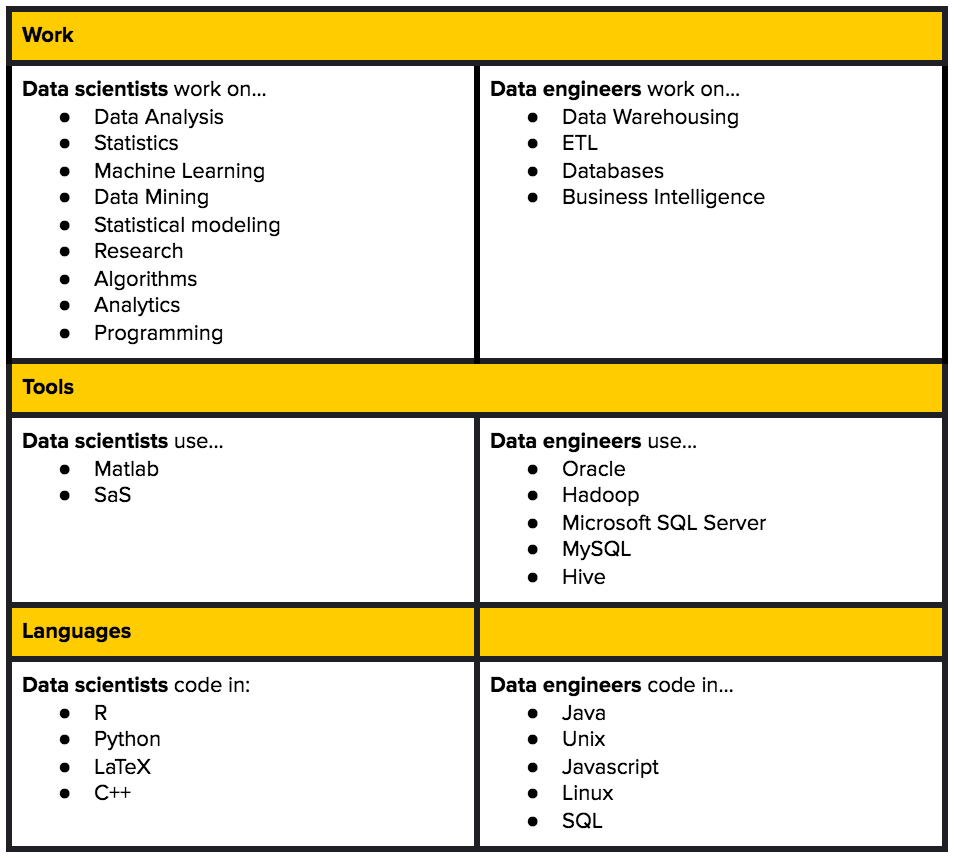 Work
Data scientists work on...
● Data Analysis
● Statistics
● Machine Learning
● Data Mining
● Statistical modeling
● Research
● Algorithms
● Analytics
● Programming
Data engineers work on...
● Data Warehousing
● ETL
● Databases
● Business Intelligence
Tools
Data scientists use...
● Matlab
● SaS
Data engineers use...
● Oracle
● Hadoop
● Microsoft SQL Server
● MySQL
● Hive
Languages
Data scientists code in:
● R
● Python
● LaTeX
● C++
Data engineers code in...
● Java
● Unix
● Javascript
● Linux
● SQL